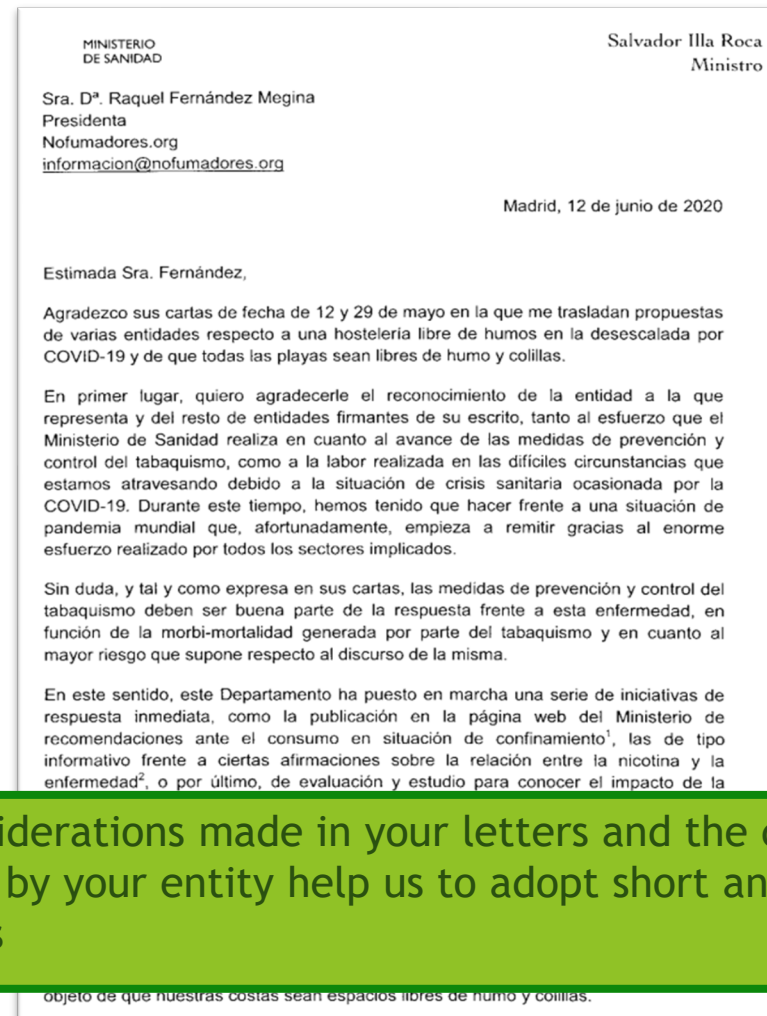 MINISTERIO
DE SANIDAD
Salvador Illa Roca
Ministro
Sra. Dª. Raquel Fernández Megina
Presidenta
Nofumadores.org
informacion@nofumadores.org
Madrid, 12 de junio de 2020
Estimada Sra. Fernández,
Agradezco sus cartas de fecha de 12 y 29 de mayo en la que me trasladan propuestas
de varias entidades respecto a una hostelería libre de humos en la desescalada por
COVID-19 y de que todas las playas sean libres de humo y colillas.
En primer lugar, quiero agradecerle el reconocimiento de la entidad a la que
representa y del resto de entidades firmantes de su escrito, tanto al esfuerzo que el
Ministerio de Sanidad realiza en cuanto al avance de las medidas de prevención y
control del tabaquismo, como a la labor realizada en las difíciles circunstancias que
estamos atravesando debido a la situación de crisis sanitaria ocasionada por la
COVID-19. Durante este tiempo, hemos tenido que hacer frente a una situación de
pandemia mundial que, afortunadamente, empieza a remitir gracias al enorme
esfuerzo realizado por todos los sectores implicados.
Sin duda, y tal y como expresa en sus cartas, las medidas de prevención y control del
tabaquismo deben ser buena parte de la respuesta frente a esta enfermedad, en
función de la morbi-mortalidad generada por parte del tabaquismo y en cuanto al
mayor riesgo que supone respecto al discurso de la misma.
En este sentido, este Departamento ha puesto en marcha una serie de iniciativas de
respuesta inmediata, como la publicación en la página web del Ministerio de
recomendaciones ante el consumo en situación de confinamiento¹, las de tipo
informativo frente a ciertas afirmaciones sobre la relación entre la nicotina y la
enfermedad², o por último, de evaluación y estudio para conocer el impacto de la
iderations made in your letters and the
by your entity help us to adopt short an
objeto de que nuestras costas sean espacios libres de humo y colillas.